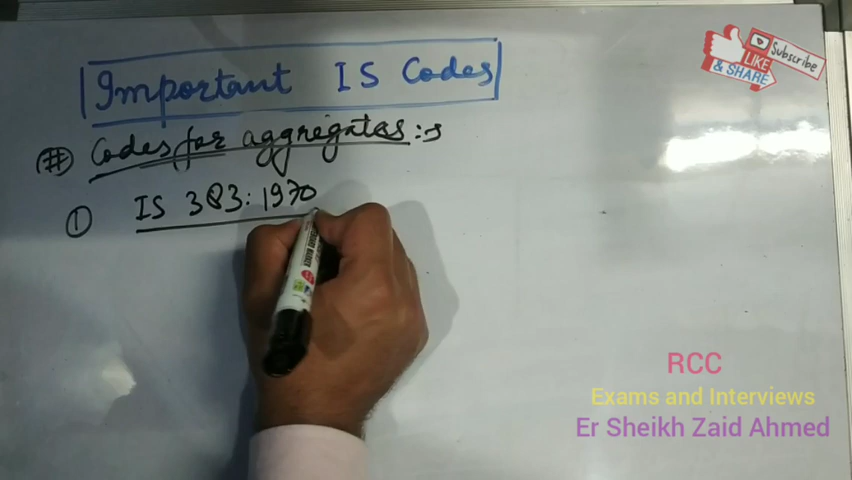 Important IS Codes
# Codes for aggregates :-
① IS 383: 1970
LIKE
& SHARE
Subscribe
RCC
Exams and Interviews
Er Sheikh Zaid Ahmed